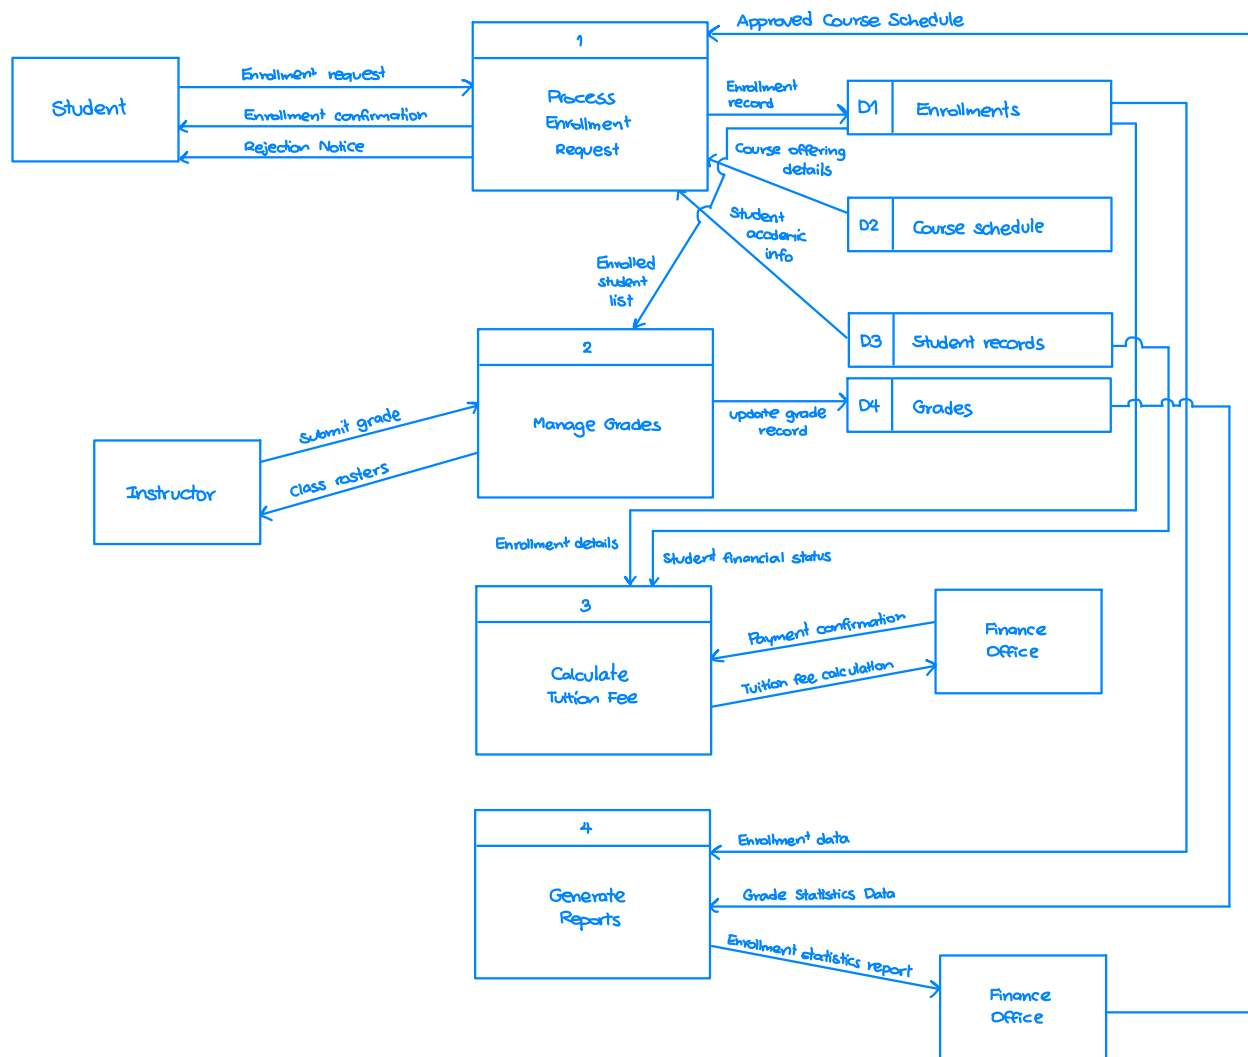 Approved Course Schedule
1
Student
Enrollment request
Enrollment confirmation
Rejection Notice
Process
Enrollment
Request
Enrollment
record
D1
Enrollments
Course offering
details
D2
Course schedule
Student
academic
info
Enrolled
student
list
D3
Student records
2
Manage Grades
update grade
record
D4
Grades
Submit grade
Class rosters
Instructor
Enrollment details
Student financial status
3
Calculate
Tuition Fee
Payment confirmation
Tuition fee calculation
Finance
Office
4
Generate
Reports
Enrollment data
Grade Statistics Data
Enrollment statistics report
Finance
Office